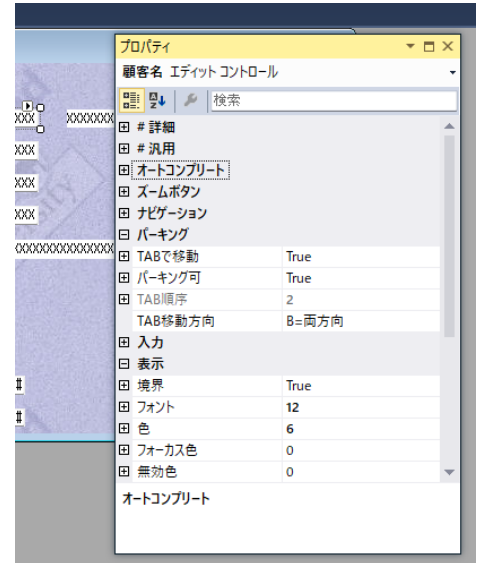 プロパティ
顧客名 エディット コントロール
検索
XXX XXXXXXX
# 詳細
XXX
# 汎用
オートコンプリート
XXX
ズームボタン
XXX
ナビゲーション
パーキング
XXXXXXXXXXXXXXX
TABで移動 True
パーキング可 True
TAB順序 2
TAB移動方向 B=両方向
入力
表示
#
境界 True
フォント 12
#
色 6
フォーカス色 0
無効色 0
オートコンプリート